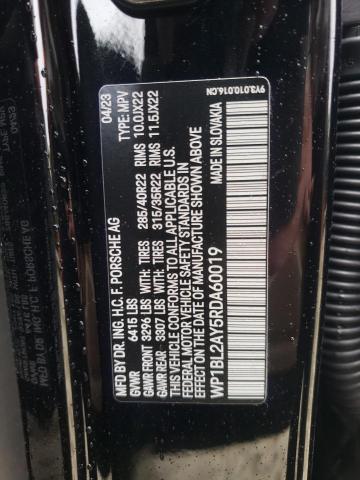 MFD BY DR. ING. H.C. F. PORSCHE AG 04/23
GVWR 6415 LBS TYPE: MPV
GAWR FRONT 3296 LBS WITH: TIRES 285/40R22 RIMS 10.0JX22
GAWR REAR 3307 LBS WITH: TIRES 315/35R22 RIMS 11.5JX22
THIS VEHICLE CONFORMS TO ALL APPLICABLE U.S.
FEDERAL MOTOR VEHICLE SAFETY STANDARDS IN
EFFECT ON THE DATE OF MANUFACTURE SHOWN ABOVE
WP1BL2AY5RDA60019 MADE IN SLOVAKIA
9Y3.010.016.CN